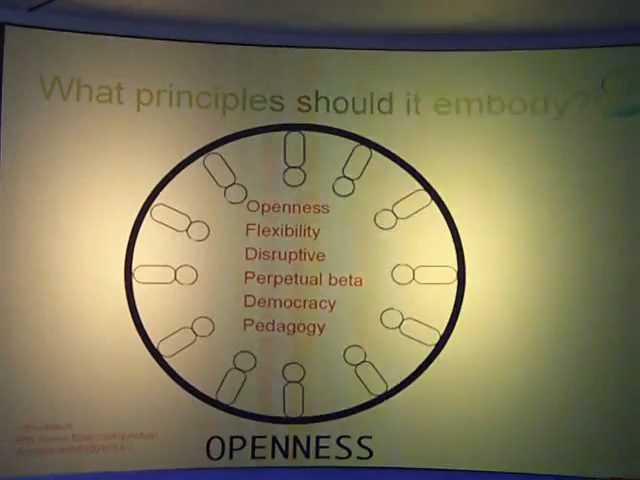 What principles should it embody?
Openness
Flexibility
Disruptive
Perpetual beta
Democracy
Pedagogy
OPENNESS